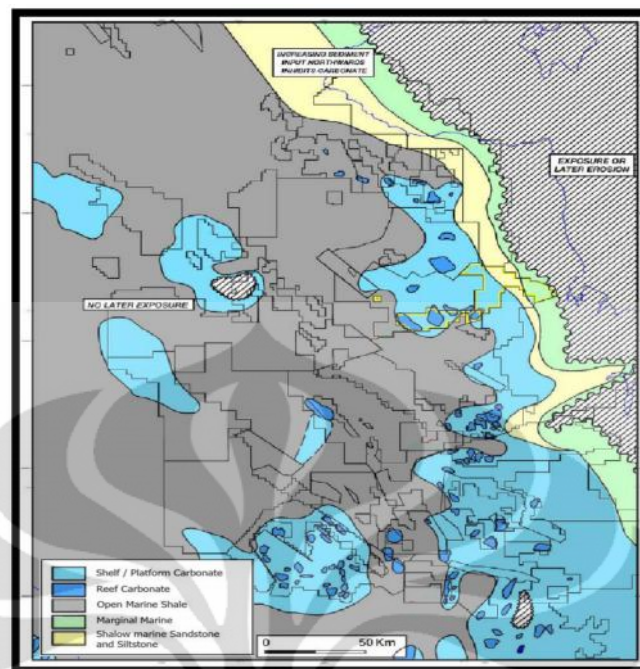 INCREASING SEDIMENT
INPUT NORTHWARDS
INHIBITS CARBONATE
EXPOSURE OR
LATER EROSION
NO LATER EXPOSURE
Shelf / Platform Carbonate
Reef Carbonate
Open Marine Shale
Marginal Marine
Shalow marine Sandstone
and Siltstone
0 50 Km